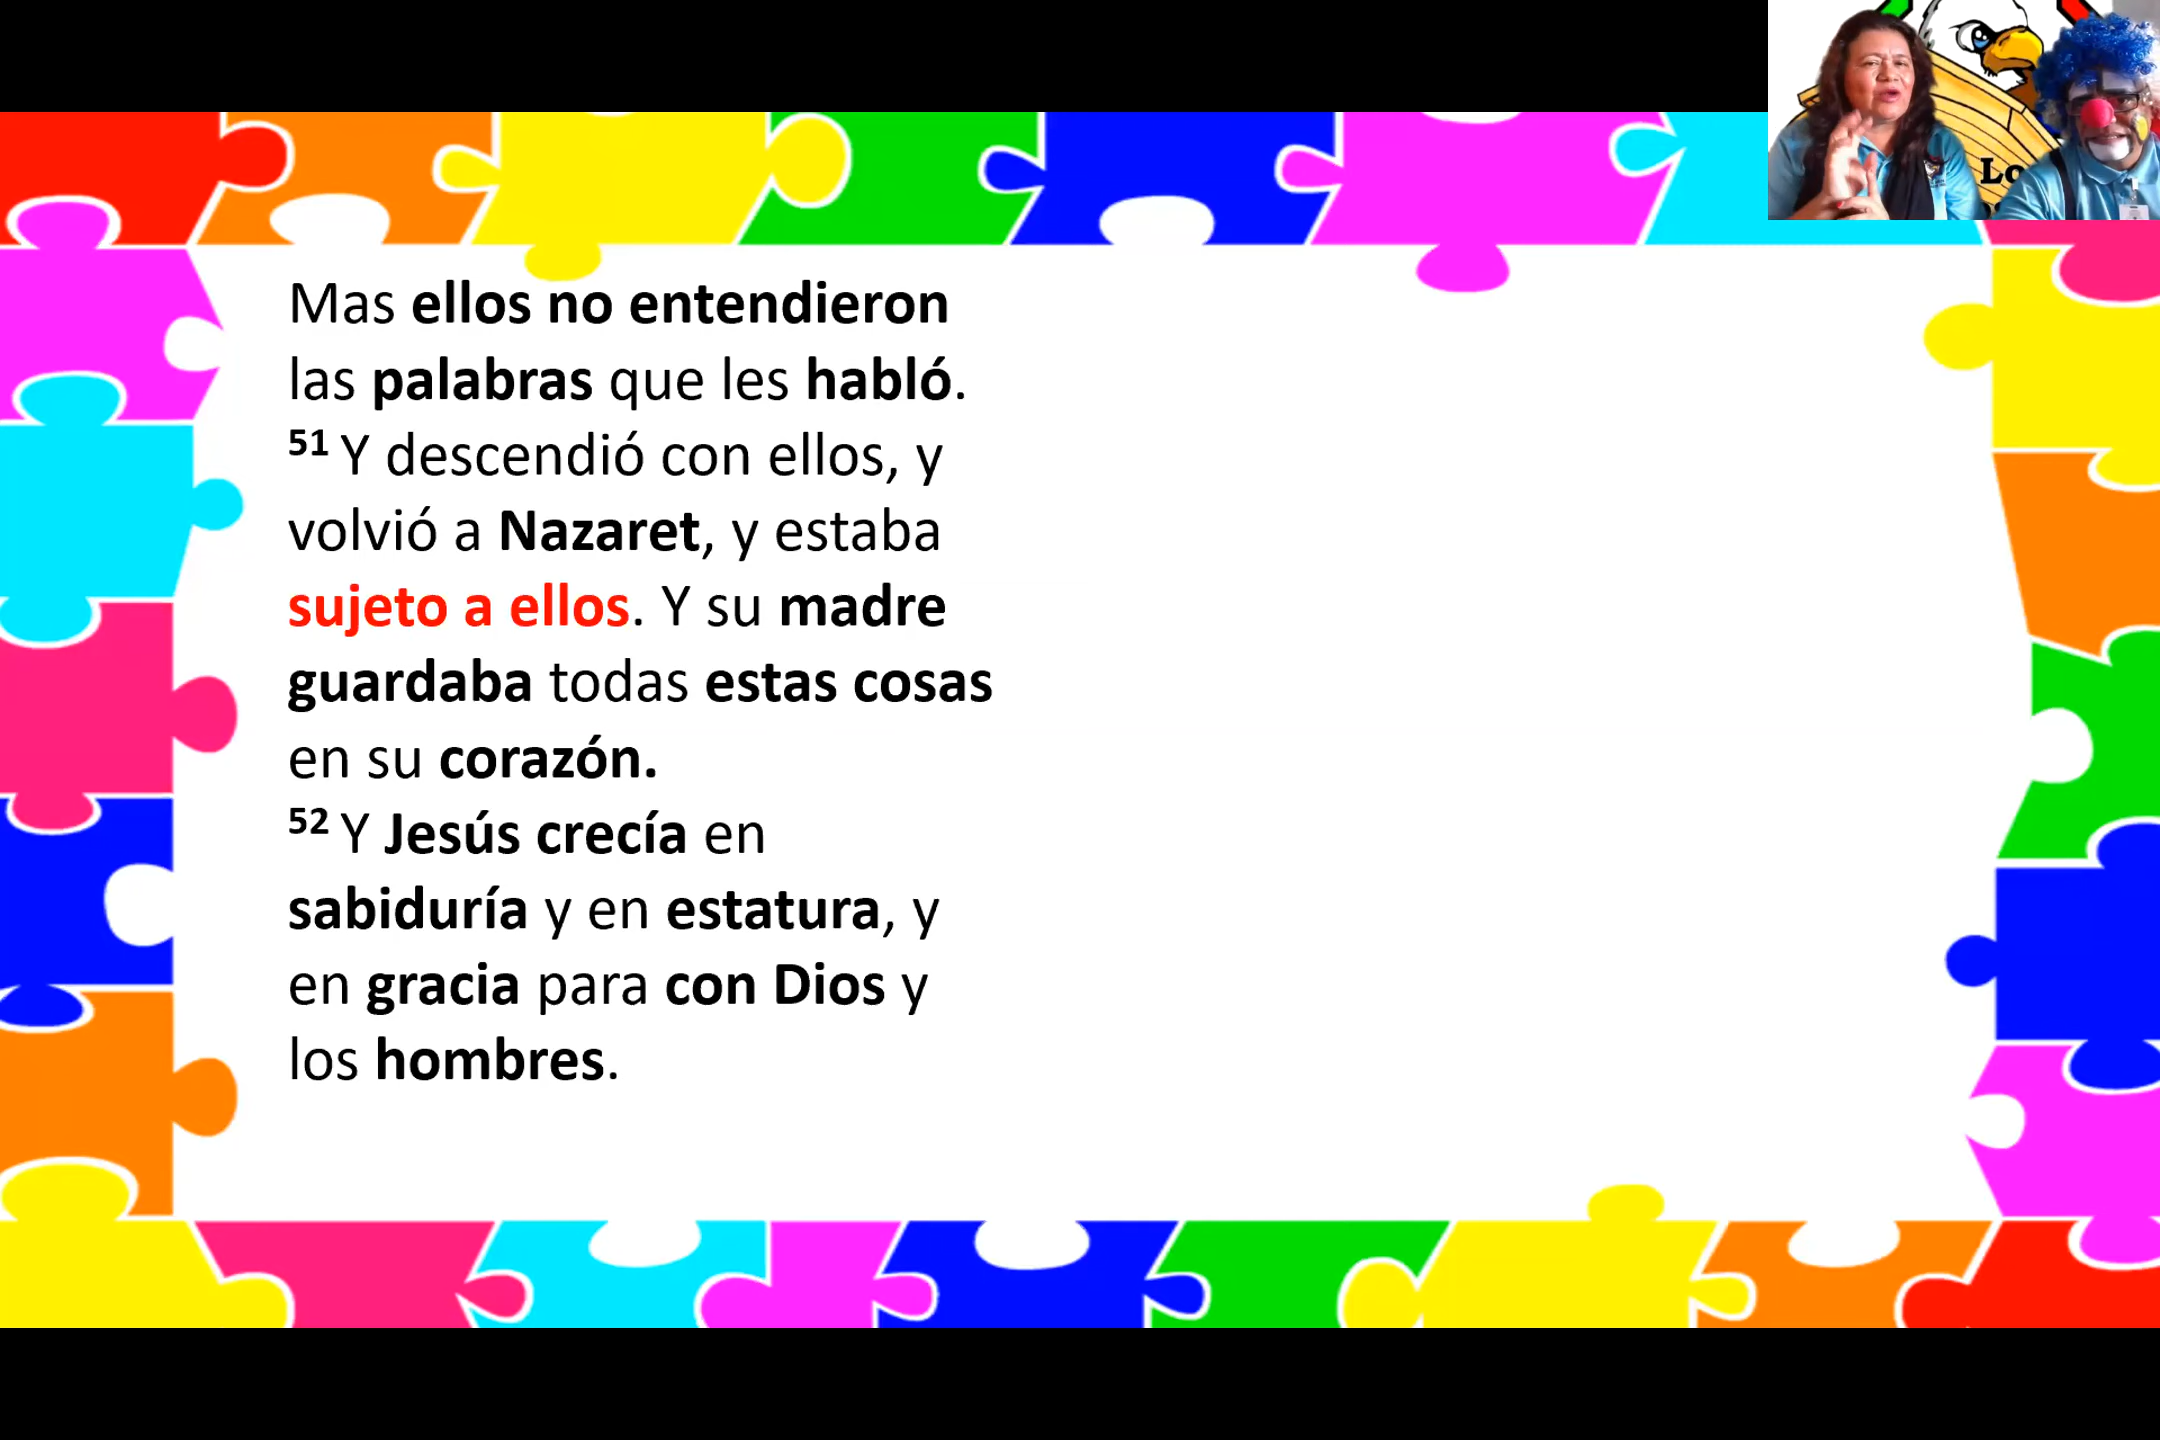 Mas ellos no entendieron
las palabras que les habló.
51 Y descendió con ellos, y
volvió a Nazaret, y estaba
sujeto a ellos. Y su madre
guardaba todas estas cosas
en su corazón.
52 Y Jesús crecía en
sabiduría y en estatura, y
en gracia para con Dios y
los hombres.